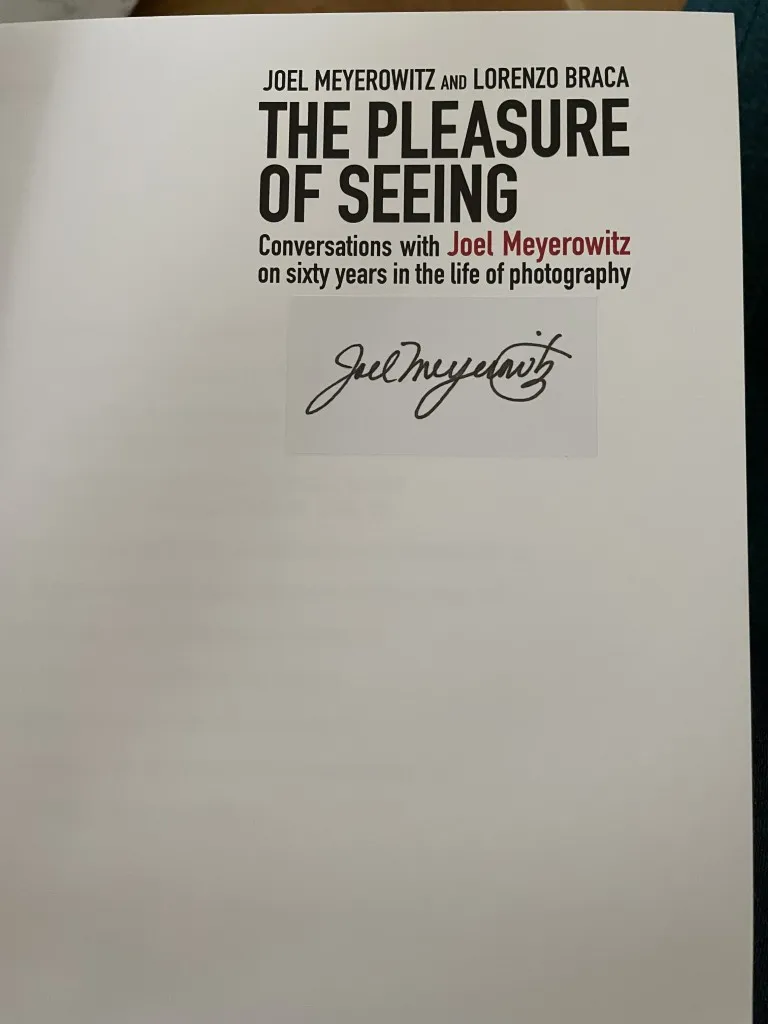 JOEL MEYEROWITZ AND LORENZO BRACA
THE PLEASURE
OF SEEING
Conversations with Joel Meyerowitz
on sixty years in the life of photography
Joel Meyerowitz